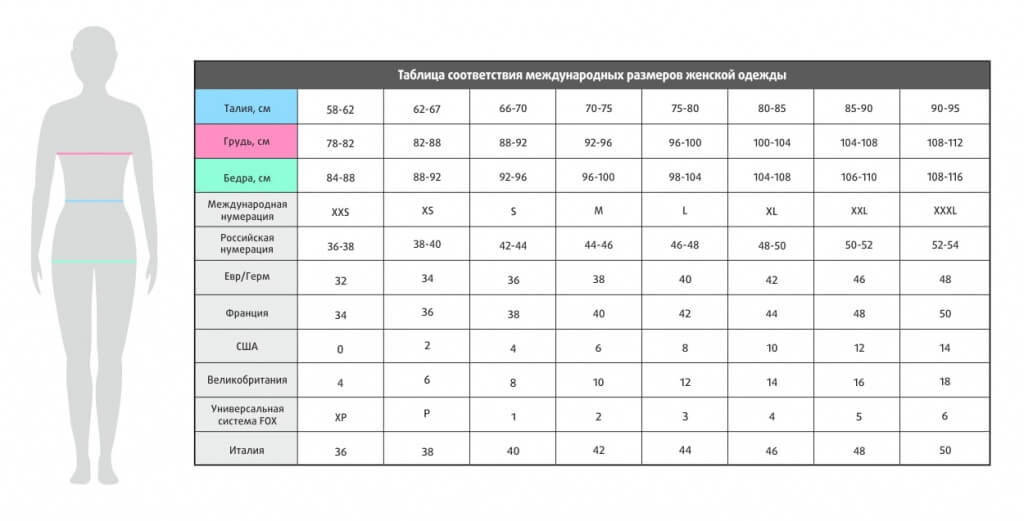 Таблица соответствия международных размеров женской одежды
Талия, см 58-62 62-67 66-70 70-75 75-80 80-85 85-90 90-95
Грудь, см 78-82 82-88 88-92 92-96 96-100 100-104 104-108 108-112
Бедра, см 84-88 88-92 92-96 96-100 98-104 104-108 106-110 108-116
Международная
нумерация XXS XS S M L XL XXL XXXL
Российская
нумерация 36-38 38-40 42-44 44-46 46-48 48-50 50-52 52-54
Евр/Герм 32 34 36 38 40 42 46 48
Франция 34 36 38 40 42 44 48 50
США 0 2 4 6 8 10 12 14
Великобритания 4 6 8 10 12 14 16 18
Универсальная
система FOX XP P 1 2 3 4 5 6
Италия 36 38 40 42 44 46 48 50